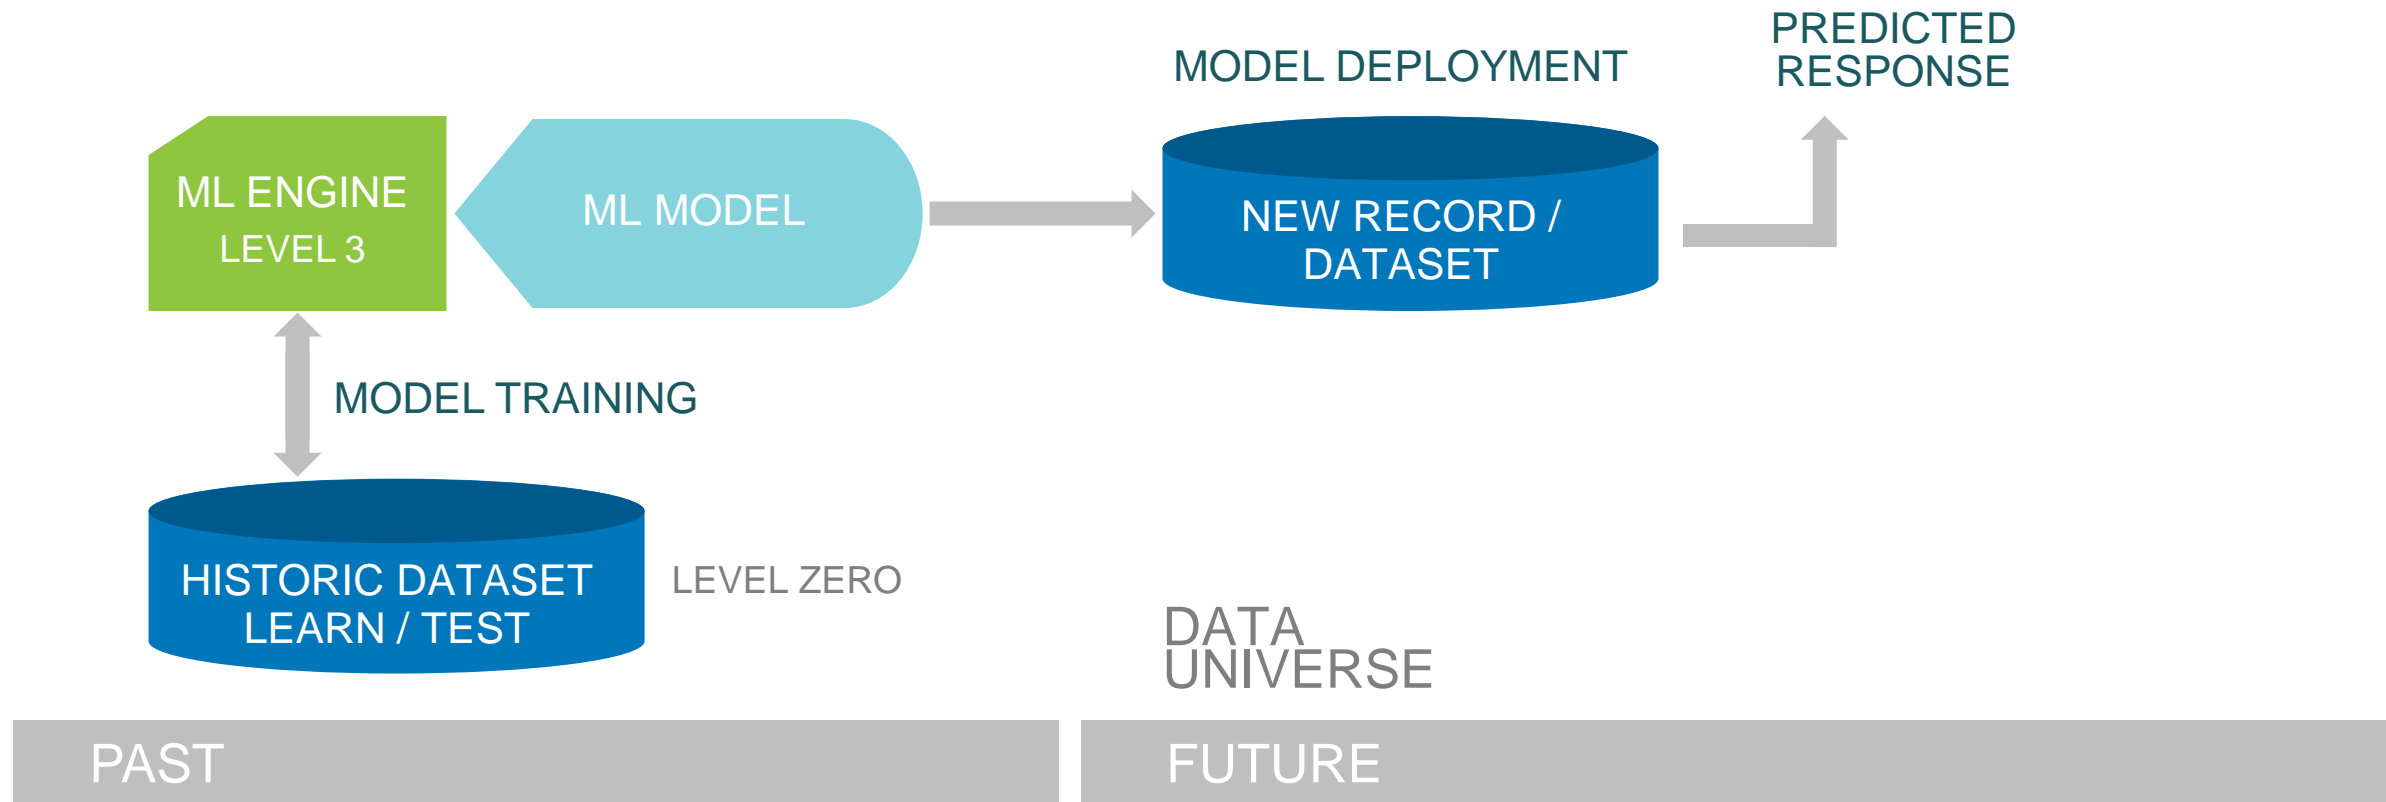 PREDICTED
RESPONSE
MODEL DEPLOYMENT
ML ENGINE
LEVEL 3
ML MODEL
NEW RECORD /
DATASET
MODEL TRAINING
HISTORIC DATASET
LEARN / TEST
LEVEL ZERO
DATA
UNIVERSE
PAST
FUTURE